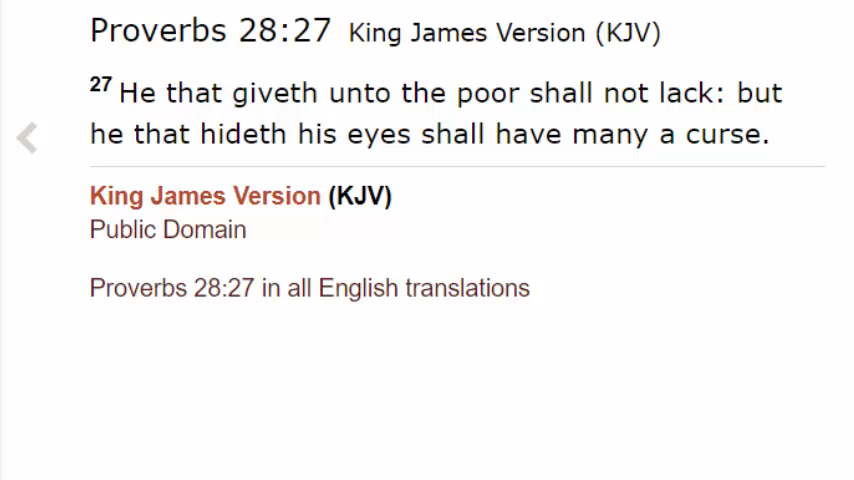 Proverbs 28:27 King James Version (KJV)
27 He that giveth unto the poor shall not lack: but
he that hideth his eyes shall have many a curse.
King James Version (KJV)
Public Domain
Proverbs 28:27 in all English translations